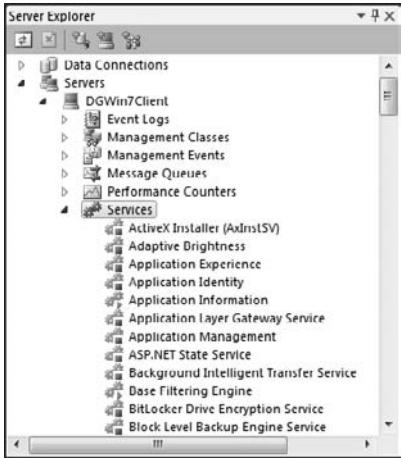 Server Explorer
Data Connections
Servers
DGWin7Client
Event Logs
Management Classes
Management Events
Message Queues
Performance Counters
Services
ActiveX Installer (AxInstSV)
Adaptive Brightness
Application Experience
Application Identity
Application Information
Application Layer Gateway Service
Application Management
ASP.NET State Service
Background Intelligent Transfer Service
Base Filtering Engine
BitLocker Drive Encryption Service
Block Level Backup Engine Service